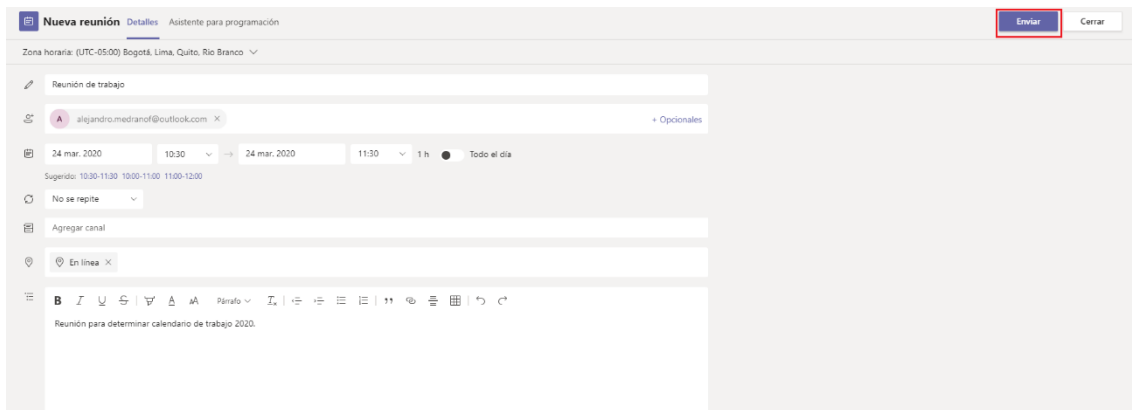 Nueva reunión Detalles Asistente para programación Enviar Cerrar
Zona horaria: (UTC-05:00) Bogotá, Lima, Quito, Rio Branco
Reunión de trabajo
A alejandro.medranof@outlook.com × + Opcionales
24 mar. 2020 10:30 → 24 mar. 2020 11:30 1 h Todo el día
Sugerido: 10:30-11:30 10:00-11:00 11:00-12:00
No se repite
Agregar canal
En línea ×
B I U S A AA Párrafo Ix
Reunión para determinar calendario de trabajo 2020.